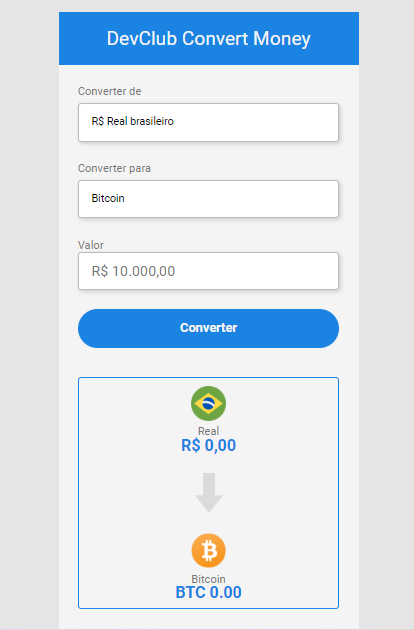 DevClub Convert Money
Converter de
R$ Real brasileiro
Converter para
Bitcoin
Valor
R$ 10.000,00
Converter
Real
R$ 0,00
Bitcoin
BTC 0.00